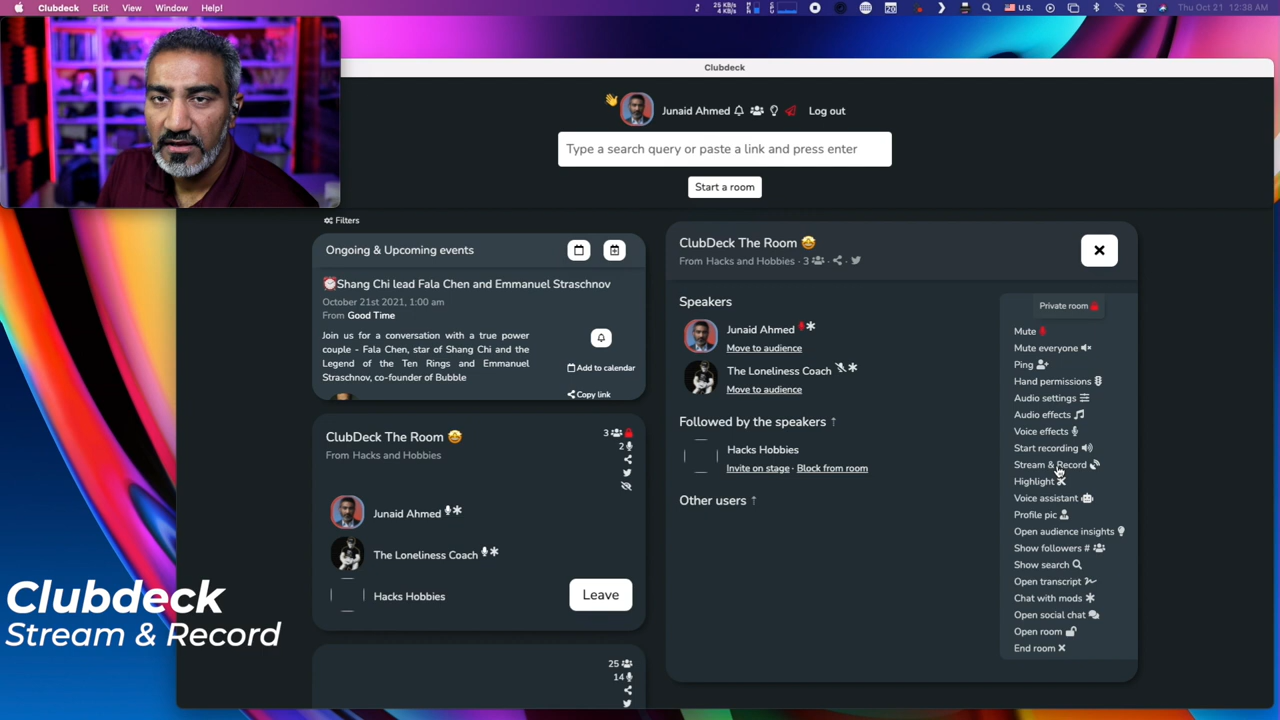 Clubdeck Edit View Window Help!
25 KB/s
4 KB/s
U.S.
Thu Oct 21 12:38 AM
Clubdeck
Junaid Ahmed
Log out
Type a search query or paste a link and press enter
Start a room
Filters
Ongoing & Upcoming events
Shang Chi lead Fala Chen and Emmanuel Straschnov
October 21st 2021, 1:00 am
From Good Time
Join us for a conversation with a true power
couple - Fala Chen, star of Shang Chi and the
Legend of the Ten Rings and Emmanuel
Straschnov, co-founder of Bubble
Add to calendar
Copy link
ClubDeck The Room
From Hacks and Hobbies
3
2
Junaid Ahmed
The Loneliness Coach
Hacks Hobbies
Leave
25
14
ClubDeck The Room
From Hacks and Hobbies · 3
Speakers
Junaid Ahmed
Move to audience
The Loneliness Coach
Move to audience
Followed by the speakers ↑
Hacks Hobbies
Invite on stage · Block from room
Other users ↑
Private room
Mute
Mute everyone
Ping
Hand permissions
Audio settings
Audio effects
Voice effects
Start recording
Stream & Record
Highlight
Voice assistant
Profile pic
Open audience insights
Show followers #
Show search
Open transcript
Chat with mods
Open social chat
Open room
End room
Clubdeck
Stream & Record